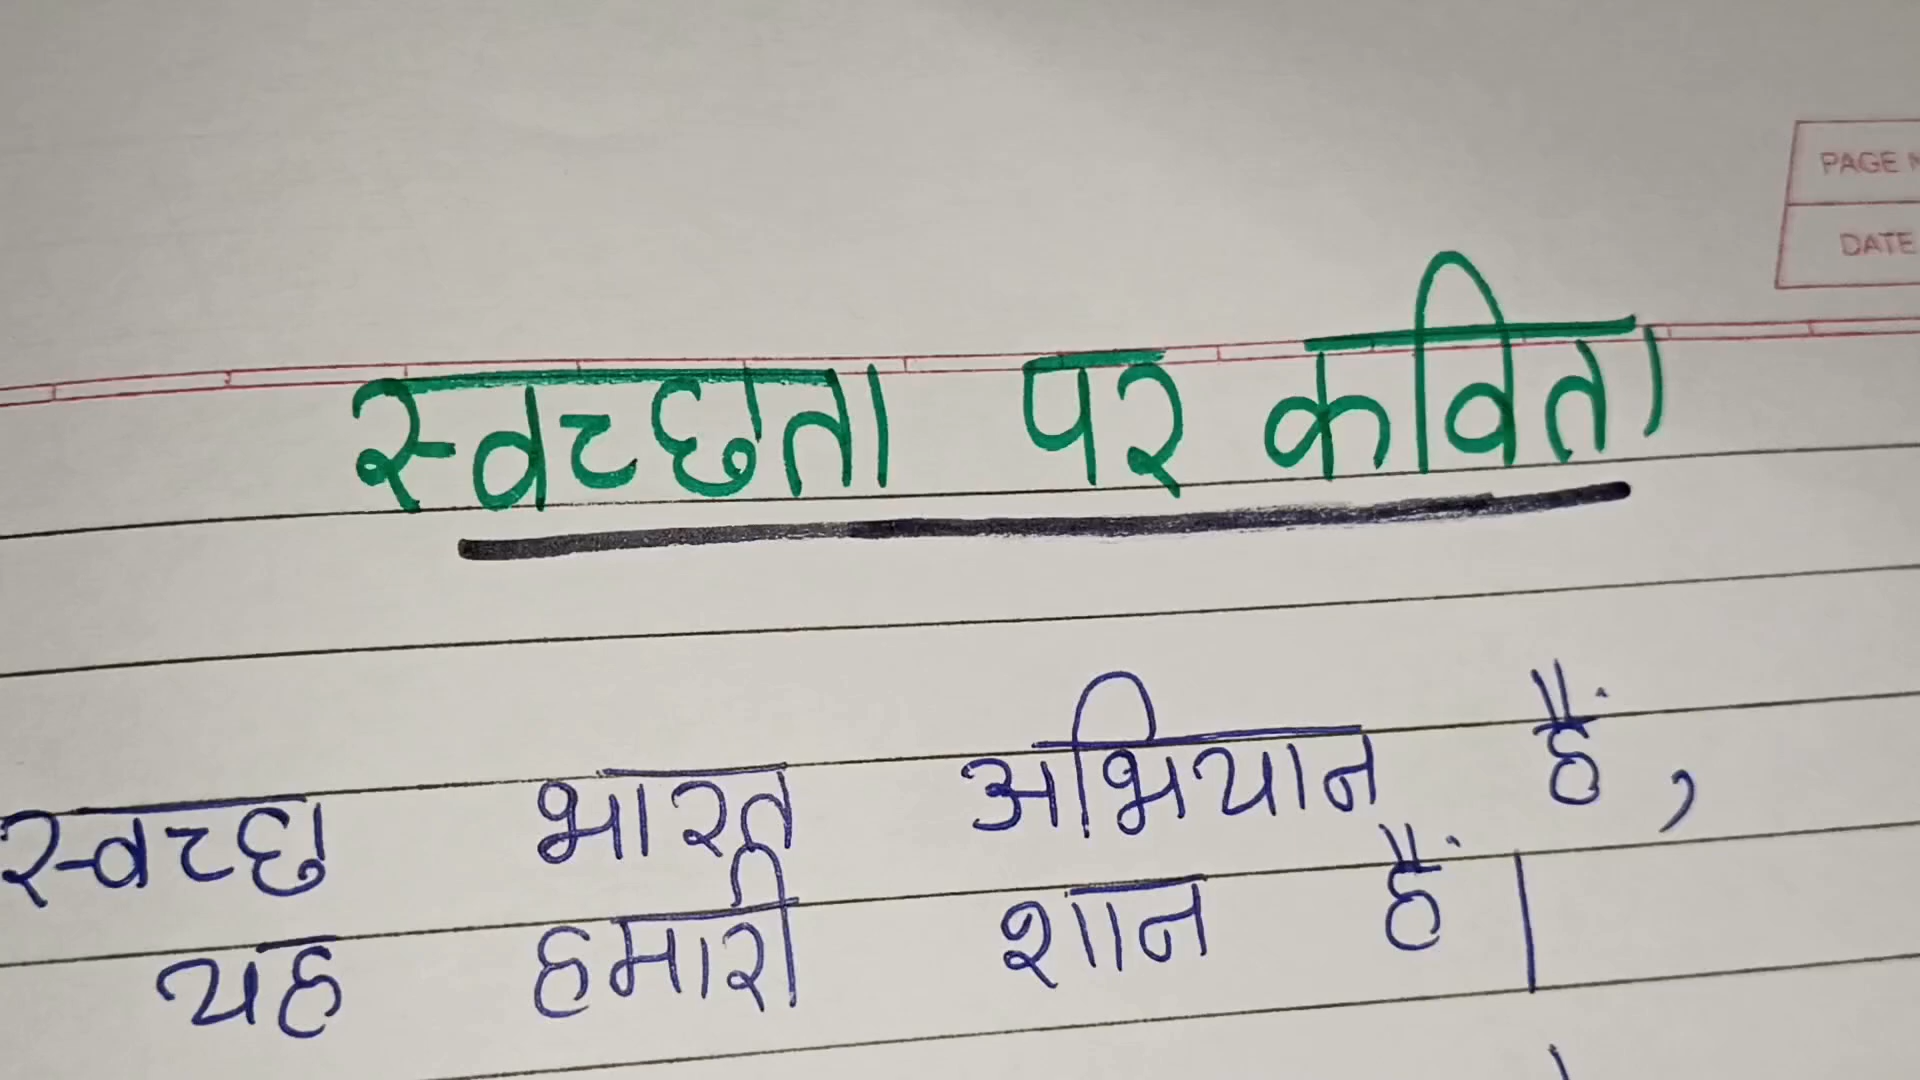 PAGE N
DATE
स्वच्छता पर कविता
स्वच्छ भारत अभियान हैं,
यह हमारी शान हैं|